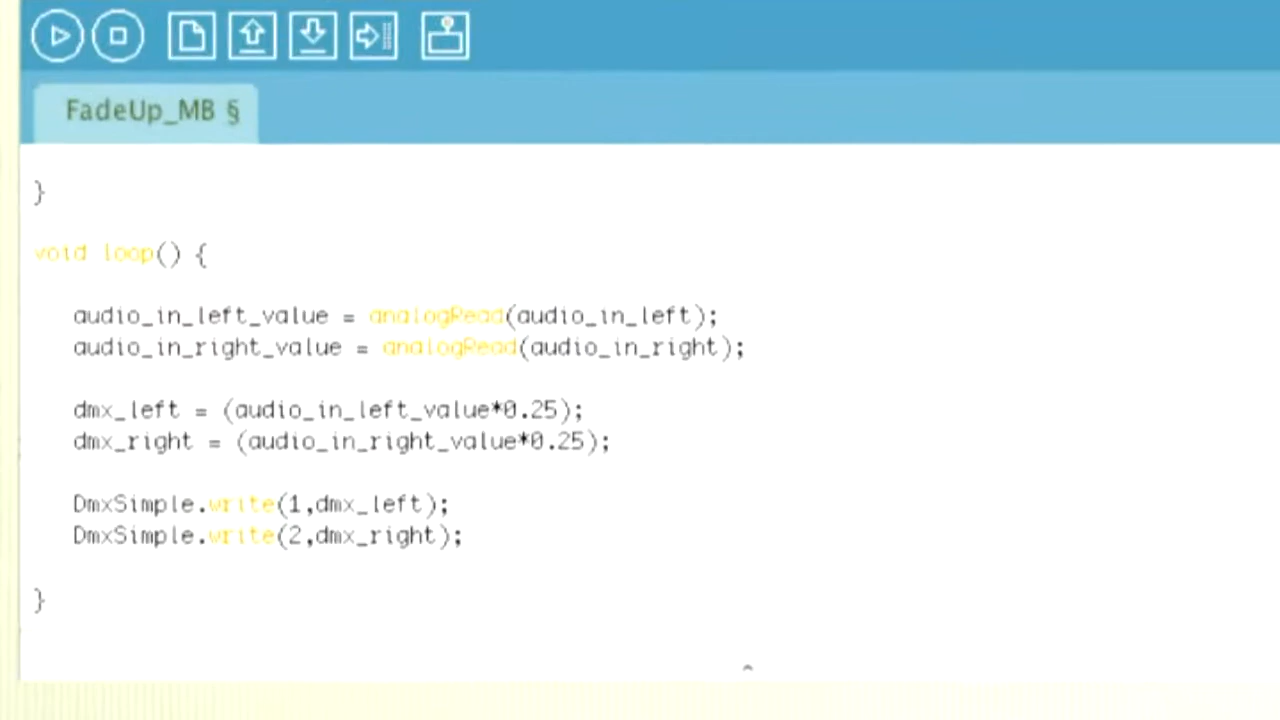 FadeUp_MB §
}
void loop() {
audio_in_left_value = analogRead(audio_in_left);
audio_in_right_value = analogRead(audio_in_right);
dmx_left = (audio_in_left_value*0.25);
dmx_right = (audio_in_right_value*0.25);
DmxSimple.write(1,dmx_left);
DmxSimple.write(2,dmx_right);
}